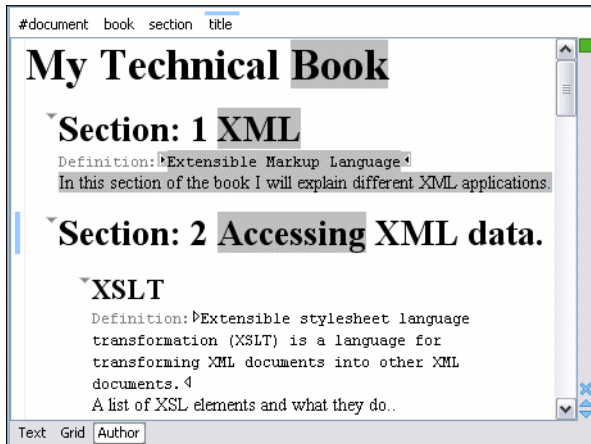 #document book section title
My Technical Book
Section: 1 XML
Definition: Extensible Markup Language
In this section of the book I will explain different XML applications.
Section: 2 Accessing XML data.
XSLT
Definition: Extensible stylesheet language
transformation (XSLT) is a language for
transforming XML documents into other XML
documents.
A list of XSL elements and what they do..
Text Grid Author